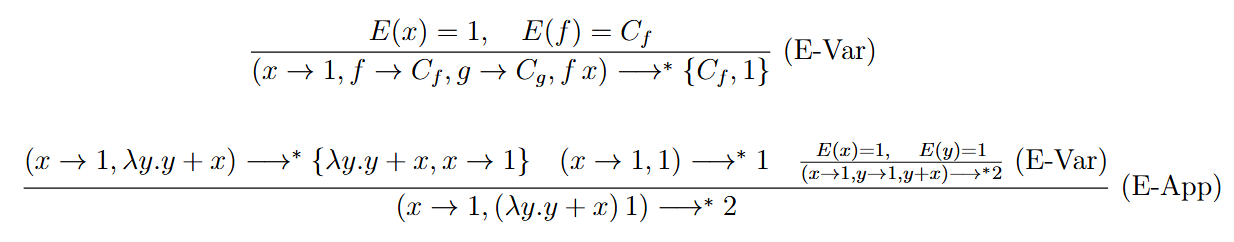 E(x) = 1, E(f) = C_f
(x → 1, f → C_f, g → C_g, f x) ⟶* {C_f, 1} (E-Var)
(x → 1, λy.y + x) ⟶* {λy.y + x, x → 1} (x → 1, 1) ⟶* 1 E(x)=1, E(y)=1
(x→1,y→1,y+x)⟶*2 (E-Var)
(x → 1, (λy.y + x) 1) ⟶* 2 (E-App)